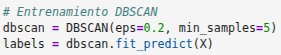 # Entrenamiento DBSCAN
dbscan = DBSCAN(eps=0.2, min_samples=5)
labels = dbscan.fit_predict(X)